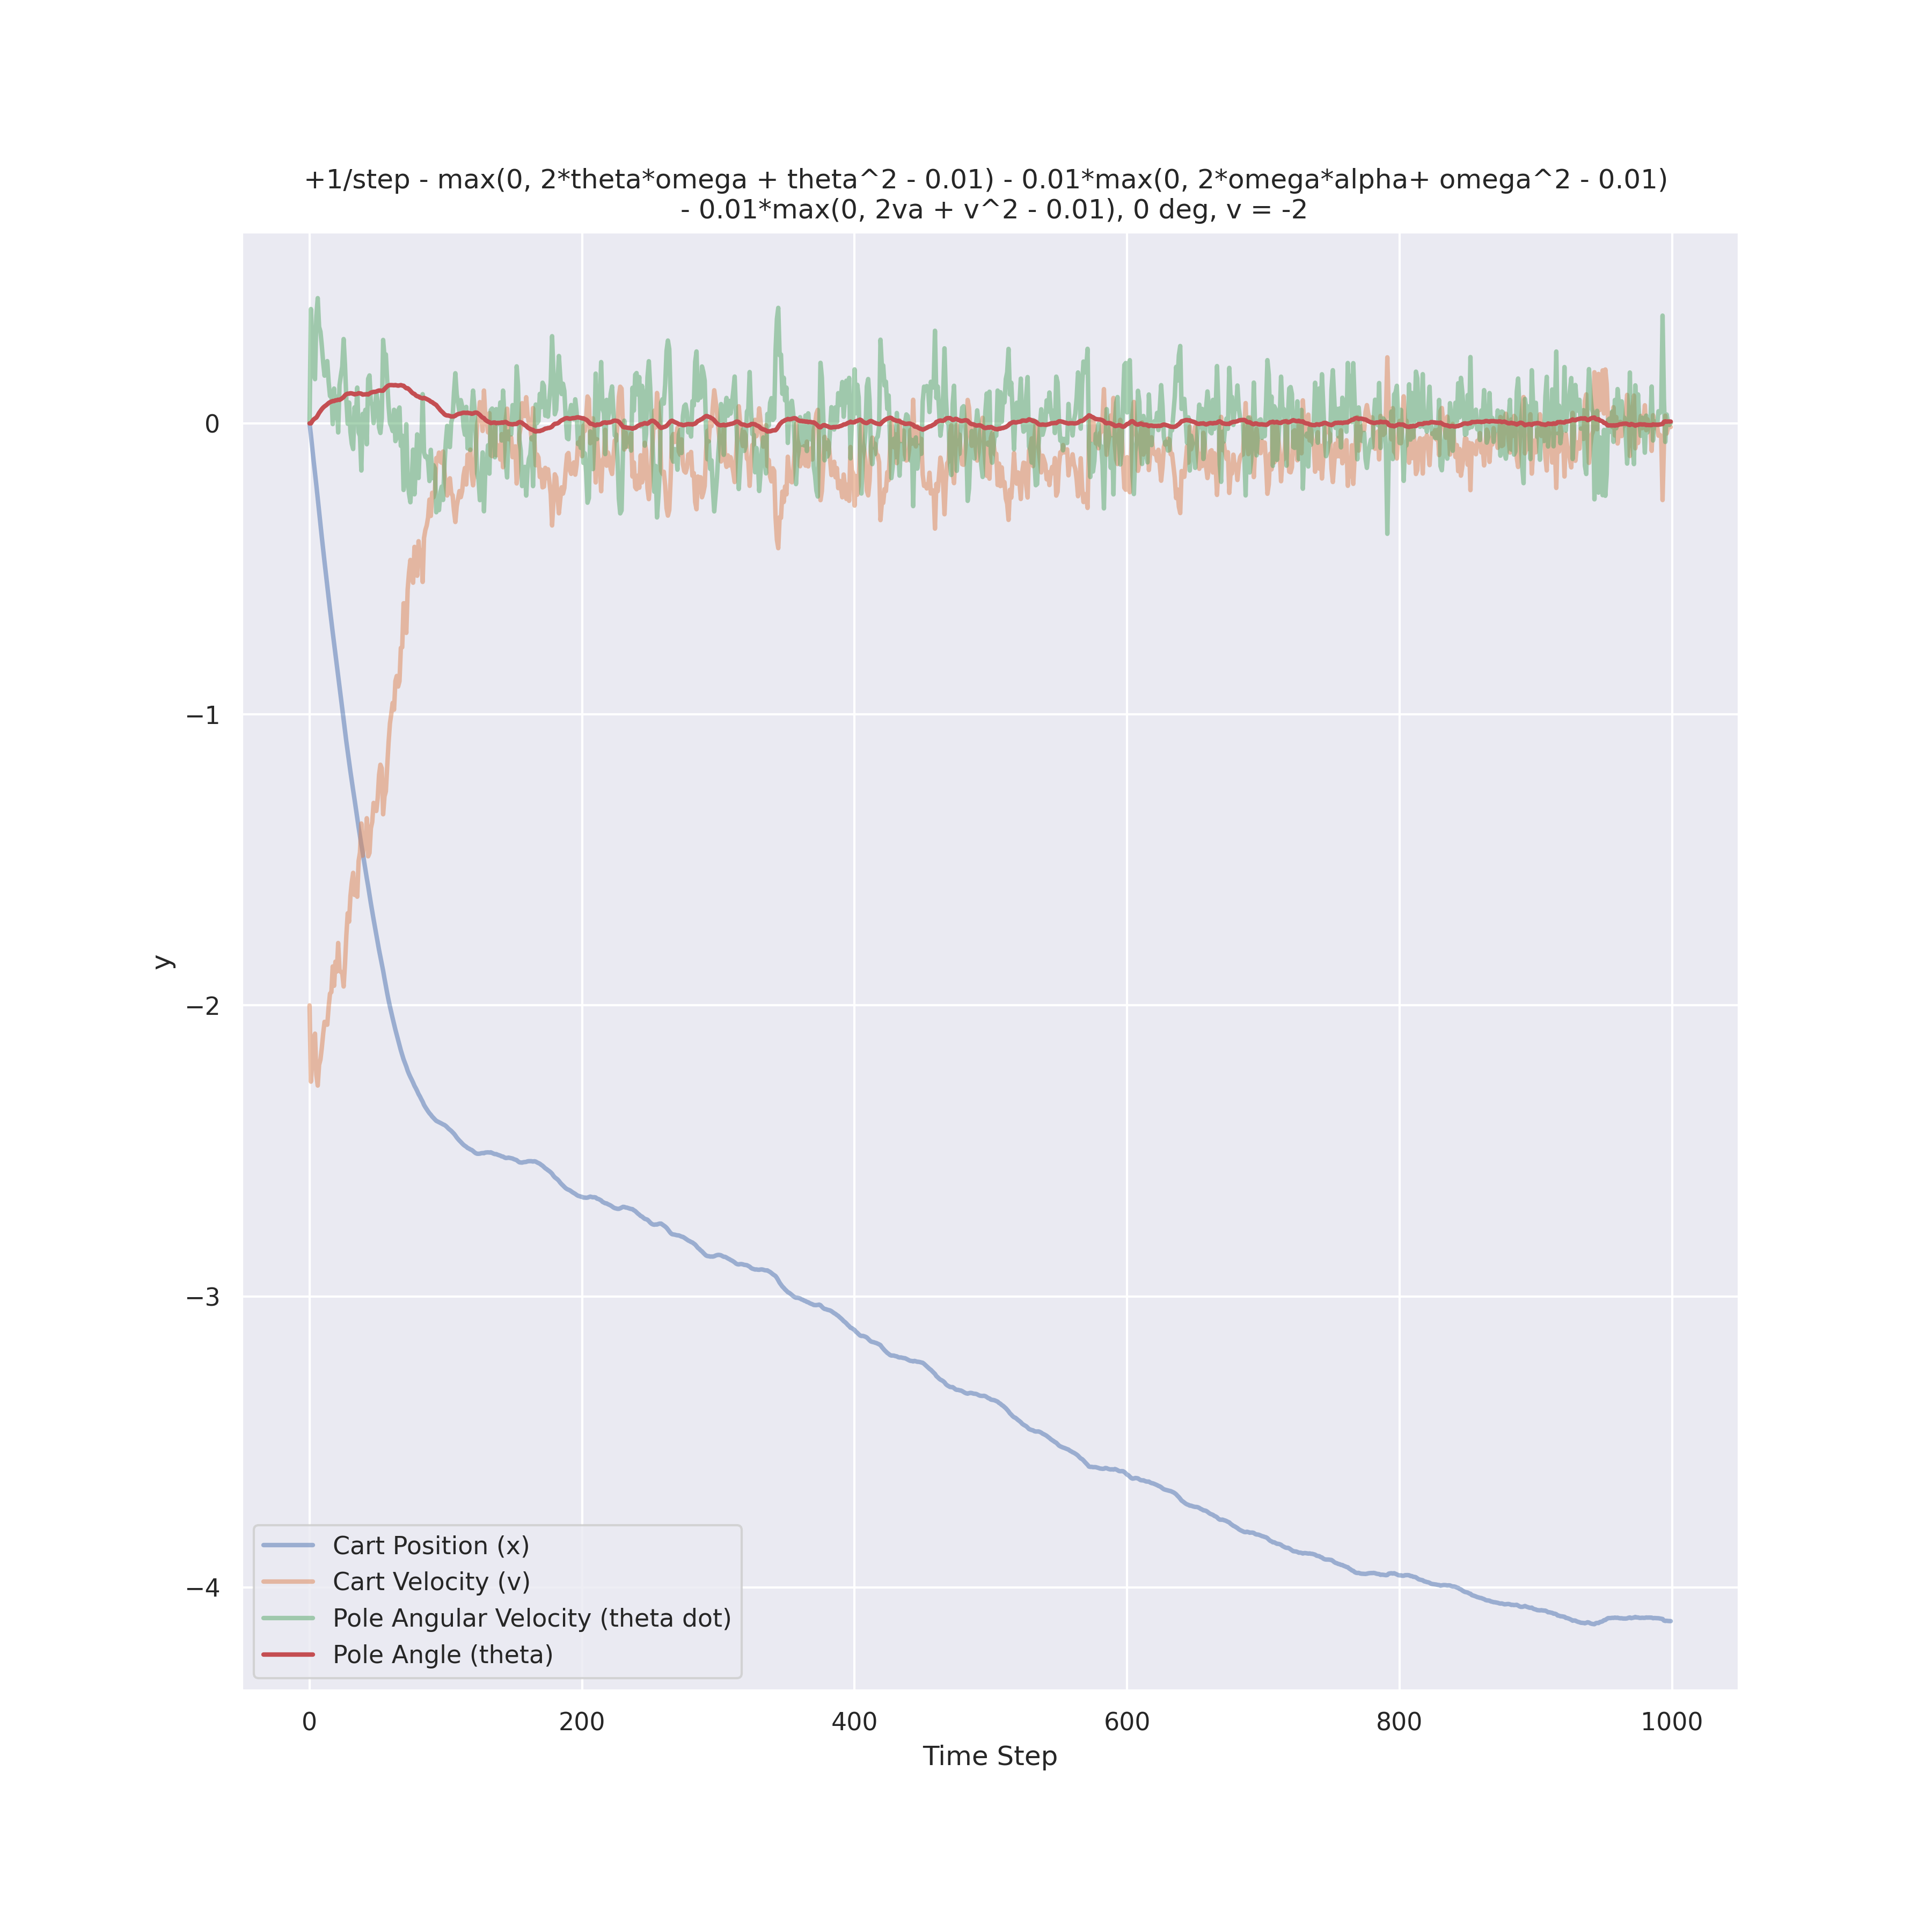 +1/step - max(0, 2*theta*omega + theta^2 - 0.01) - 0.01*max(0, 2*omega*alpha+ omega^2 - 0.01)
- 0.01*max(0, 2va + v^2 - 0.01), 0 deg, v = -2
0
−1
y
−2
−3
−4
Cart Position (x)
Cart Velocity (v)
Pole Angular Velocity (theta dot)
Pole Angle (theta)
0 200 400 600 800 1000
Time Step